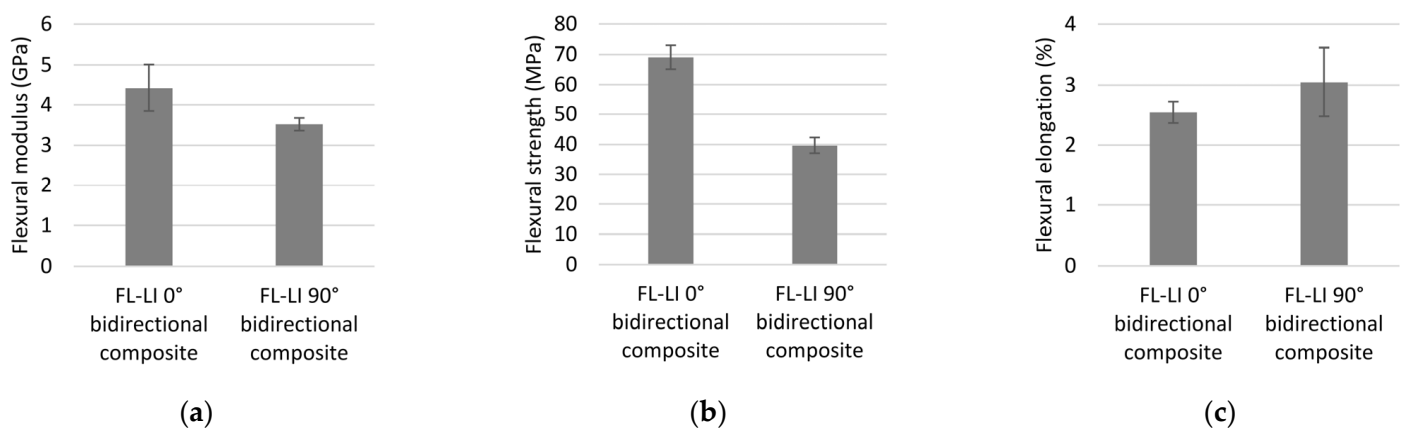 Flexural modulus (GPa)
6
5
4
3
2
1
0
FL-LI 0°
bidirectional
composite
FL-LI 90°
bidirectional
composite
(a)
Flexural strength (MPa)
80
70
60
50
40
30
20
10
0
FL-LI 0°
bidirectional
composite
FL-LI 90°
bidirectional
composite
(b)
Flexural elongation (%)
4
3
2
1
0
FL-LI 0°
bidirectional
composite
FL-LI 90°
bidirectional
composite
(c)